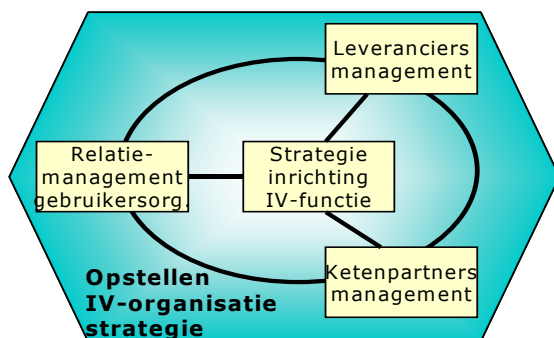 Leveranciers
management
Relatie-
management
gebruikersorg.
Strategie
inrichting
IV-functie
Ketenpartners
management
Opstellen
IV-organisatie
strategie